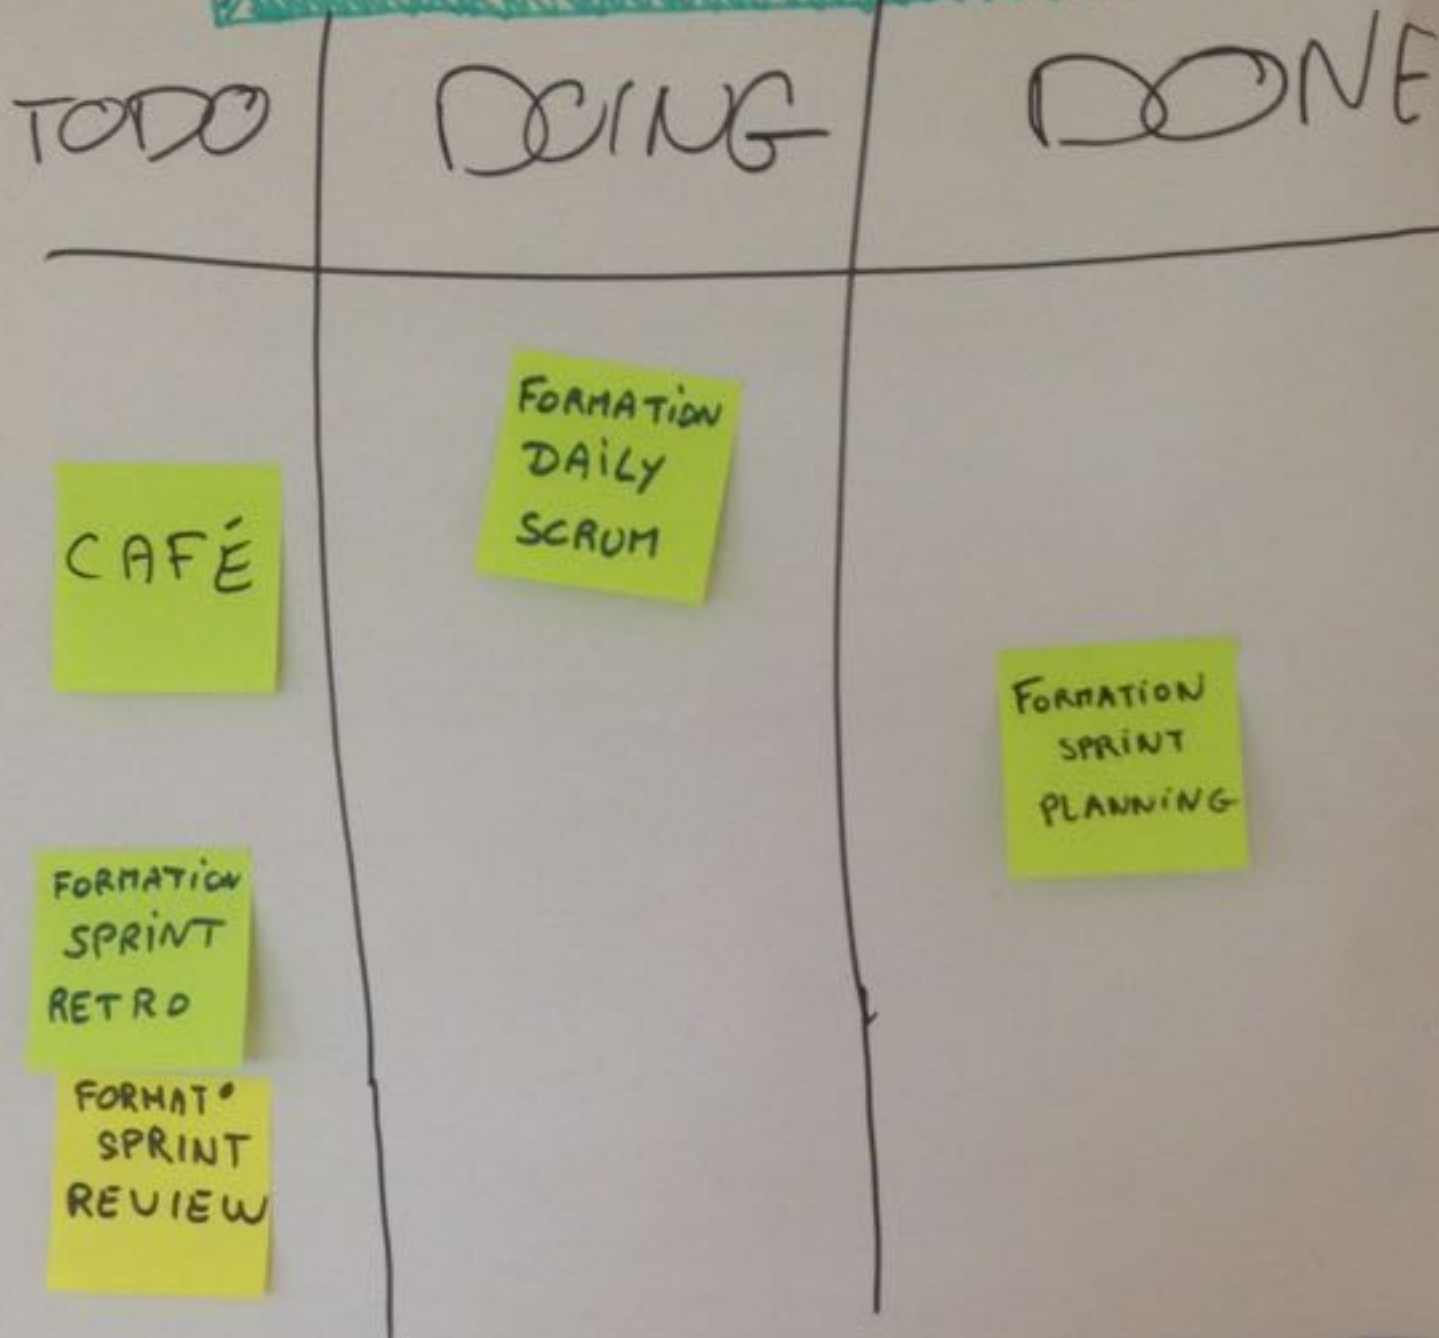 TODO
DOING
DONE
CAFÉ
FORMATION
SPRINT
RETRO
FORMAT°
SPRINT
REVIEW
FORMATION
DAILY
SCRUM
FORMATION
SPRINT
PLANNING